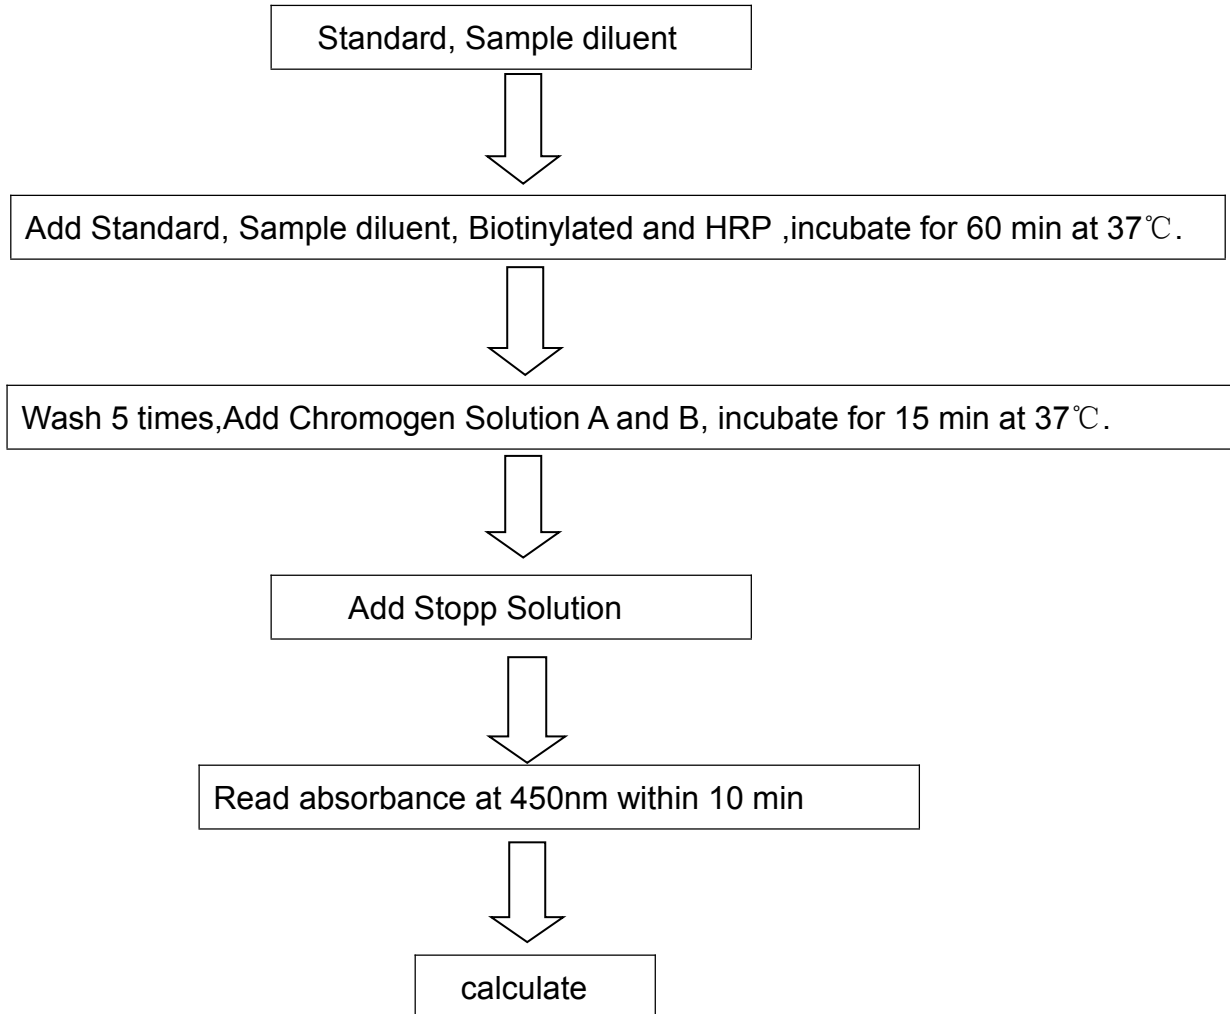 Standard, Sample diluent
Add Standard, Sample diluent, Biotinylated and HRP ,incubate for 60 min at 37℃.
Wash 5 times,Add Chromogen Solution A and B, incubate for 15 min at 37℃.
Add Stopp Solution
Read absorbance at 450nm within 10 min
calculate